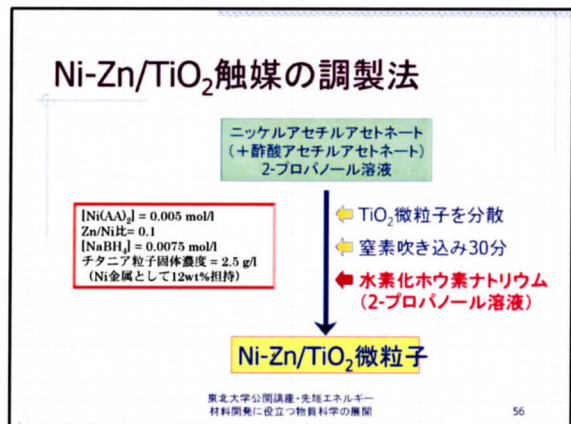 Ni-Zn/TiO₂触媒の調製法
ニッケルアセチルアセトネート
(+酢酸アセチルアセトネート)
2-プロパノール溶液
[Ni(AA)₂] = 0.005 mol/l
Zn/Ni比= 0.1
[NaBH₄] = 0.0075 mol/l
チタニア粒子固体濃度 = 2.5 g/l
(Ni金属として12wt%担持)
TiO₂微粒子を分散
窒素吹き込み30分
水素化ホウ素ナトリウム
(2-プロパノール溶液)
Ni-Zn/TiO₂微粒子
東北大学公開講座・先端エネルギー
材料開発に役立つ物質科学の展開
56